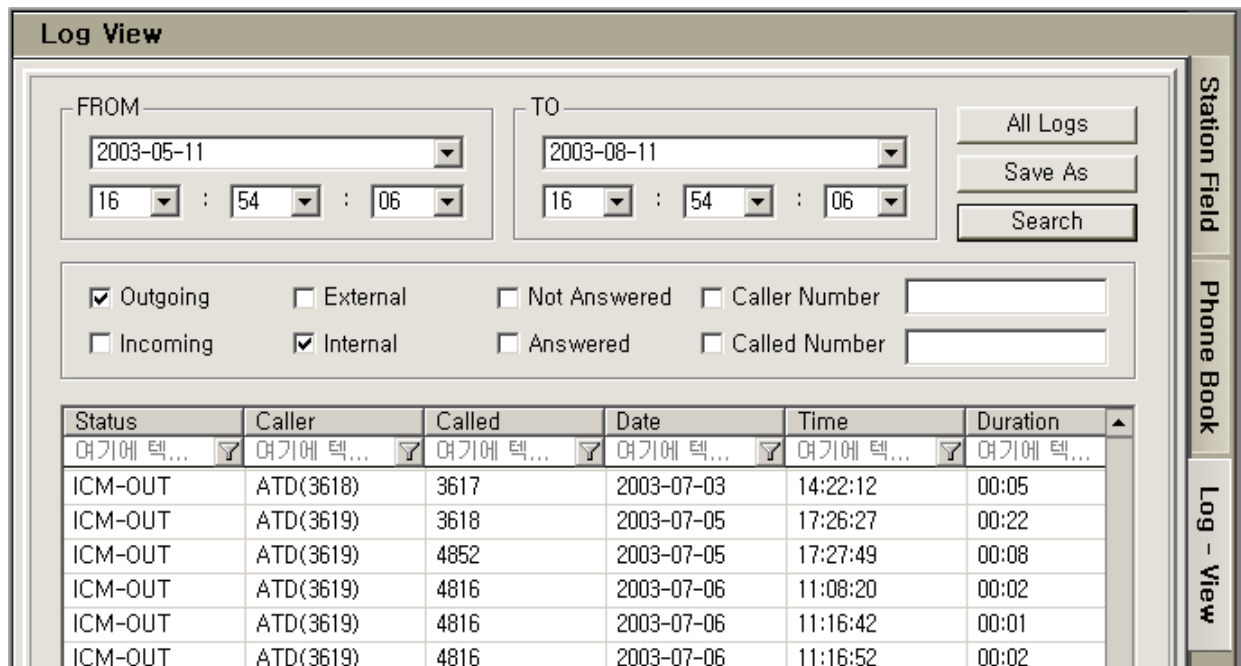 Log View
FROM
2003-05-11
16 : 54 : 06
TO
2003-08-11
16 : 54 : 06
All Logs
Save As
Search
Outgoing External Not Answered Caller Number
Incoming Internal Answered Called Number
Status Caller Called Date Time Duration
여기에 텍... 여기에 텍... 여기에 텍... 여기에 텍... 여기에 텍... 여기에 텍...
ICM-OUT ATD(3618) 3617 2003-07-03 14:22:12 00:05
ICM-OUT ATD(3619) 3618 2003-07-05 17:26:27 00:22
ICM-OUT ATD(3619) 4852 2003-07-05 17:27:49 00:08
ICM-OUT ATD(3619) 4816 2003-07-06 11:08:20 00:02
ICM-OUT ATD(3619) 4816 2003-07-06 11:16:42 00:01
ICM-OUT ATD(3619) 4816 2003-07-06 11:16:52 00:02
Station Field
Phone Book
Log - View